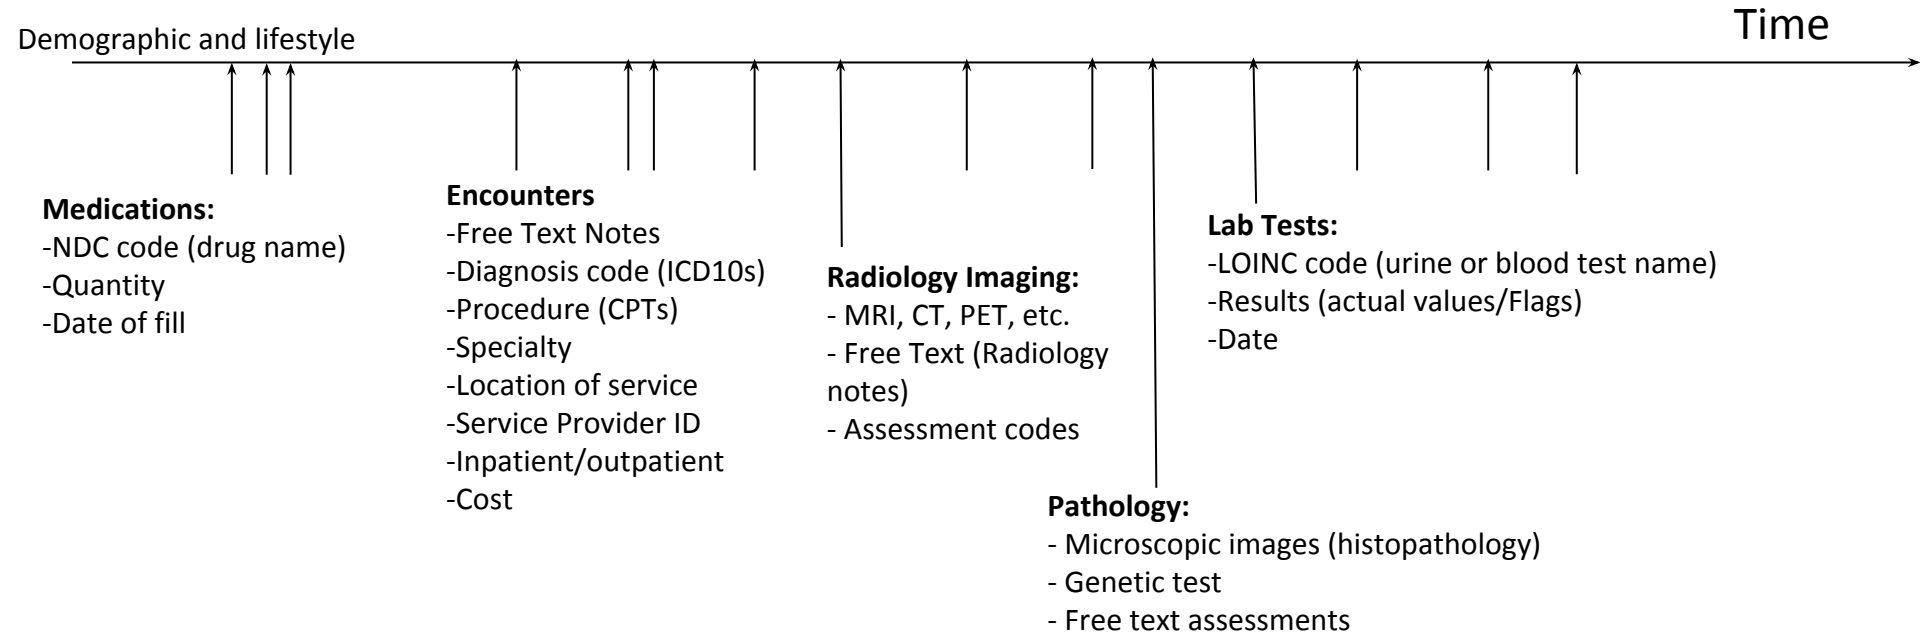 Demographic and lifestyle
Time
Medications:
-NDC code (drug name)
-Quantity
-Date of fill
Encounters
-Free Text Notes
-Diagnosis code (ICD10s)
-Procedure (CPTs)
-Specialty
-Location of service
-Service Provider ID
-Inpatient/outpatient
-Cost
Radiology Imaging:
- MRI, CT, PET, etc.
- Free Text (Radiology
notes)
- Assessment codes
Pathology:
- Microscopic images (histopathology)
- Genetic test
- Free text assessments
Lab Tests:
-LOINC code (urine or blood test name)
-Results (actual values/Flags)
-Date